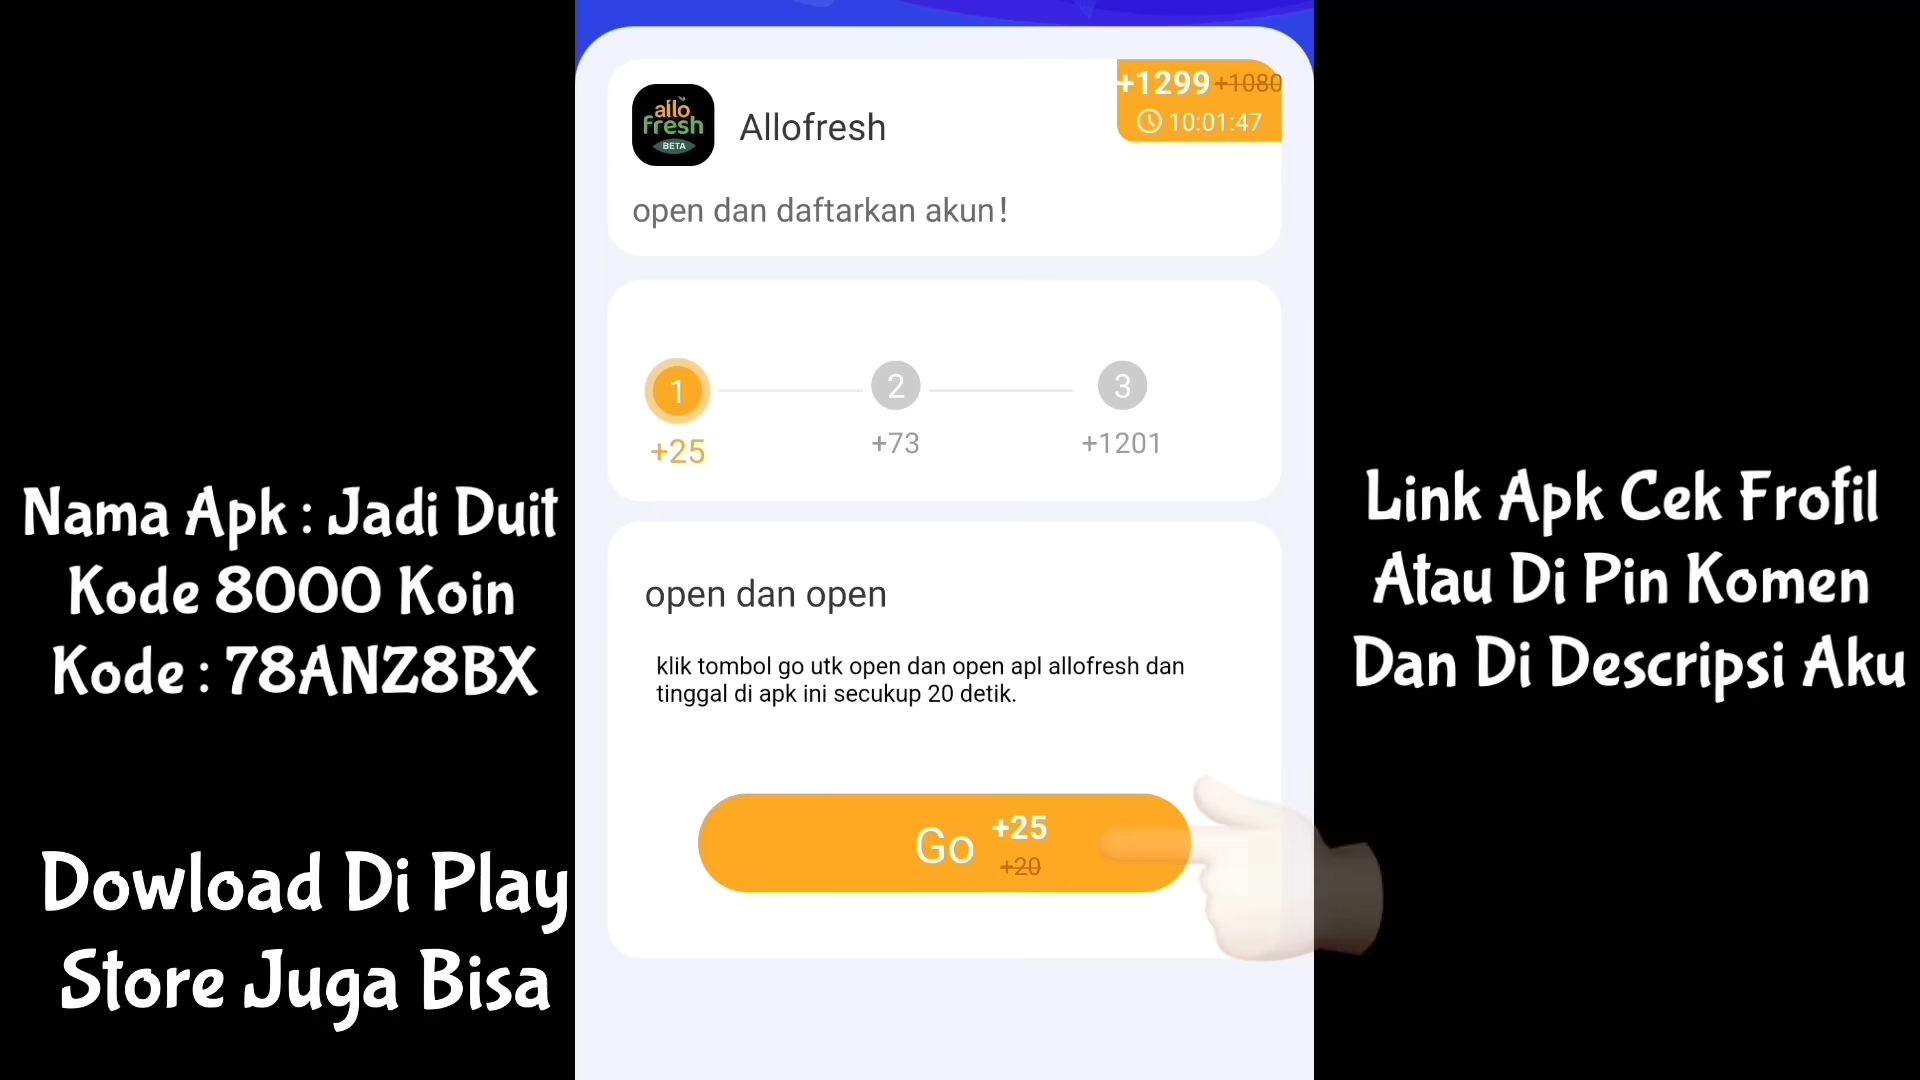 Nama Apk : Jadi Duit
Kode 8000 Koin
Kode : 78ANZ8BX
Dowload Di Play
Store Juga Bisa
allo
fresh
BETA
Allofresh
+1299 +1080
10:01:47
open dan daftarkan akun!
1
2
3
+25
+73
+1201
open dan open
klik tombol go utk open dan open apl allofresh dan
tinggal di apk ini secukup 20 detik.
Go +25
+20
Link Apk Cek Frofil
Atau Di Pin Komen
Dan Di Descripsi Aku